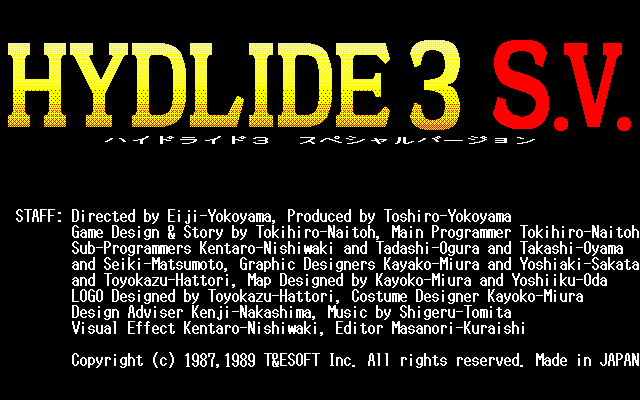 HYDLIDE 3 S.V.
ハイドライド3 スペシャルバージョン
STAFF: Directed by Eiji-Yokoyama, Produced by Toshiro-Yokoyama
Game Design & Story by Tokihiro-Naitoh, Main Programmer Tokihiro-Naitoh
Sub-Programmers Kentaro-Nishiwaki and Tadashi-Ogura and Takashi-Oyama
and Seiki-Matsumoto, Graphic Designers Kayako-Miura and Yoshiaki-Sakata
and Toyokazu-Hattori, Map Designed by Kayoko-Miura and Yoshiiku-Oda
LOGO Designed by Toyokazu-Hattori, Costume Designer Kayoko-Miura
Design Adviser Kenji-Nakashima, Music by Shigeru-Tomita
Visual Effect Kentaro-Nishiwaki, Editor Masanori-Kuraishi
Copyright (c) 1987,1989 T&ESOFT Inc. All rights reserved. Made in JAPAN